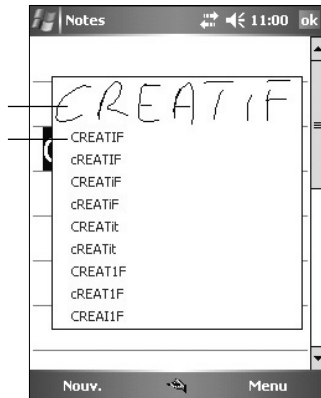 Notes 11:00 ok
CREATIF
CREATIF
cREATIF
CREATiF
cREATiF
CREATit
cREATit
CREAT1F
cREAT1F
CREAI1F
Nouv. Menu